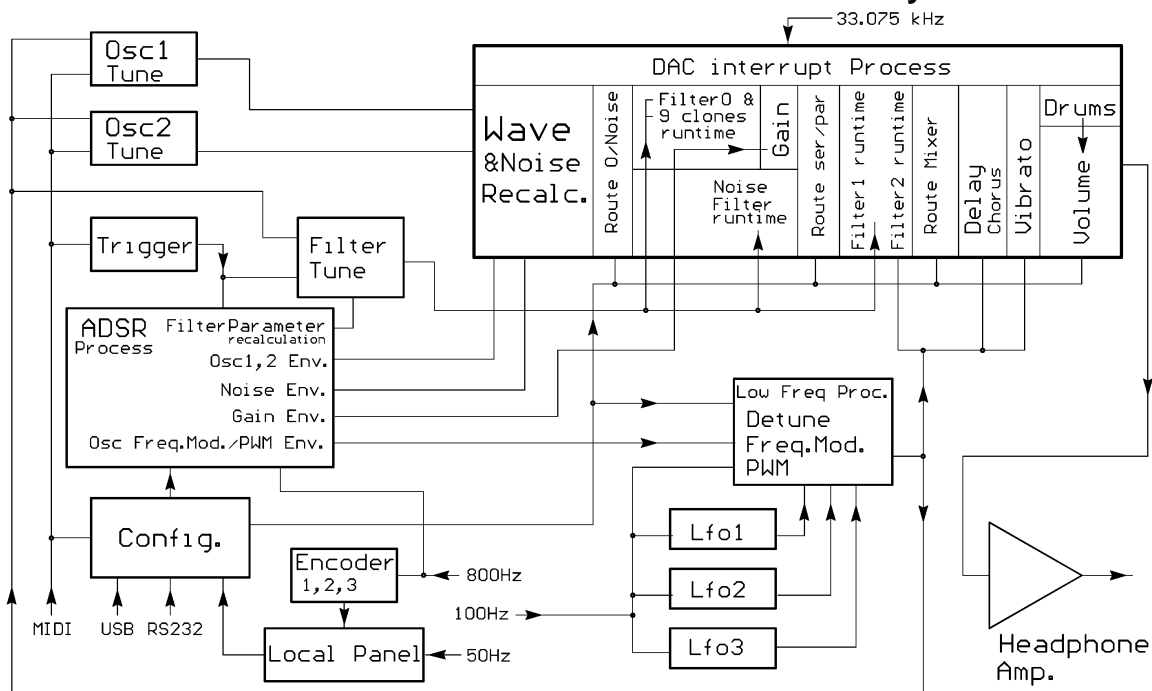 33.075 kHz
Osc1
Tune
Osc2
Tune
DAC interrupt Process
Wave
&Noise
Recalc.
Route 0/Noise
Filter0 &
9 clones
runtime
Gain
Noise
Filter
runtime
Route ser/par
Filter1 runtime
Filter2 runtime
Route Mixer
Delay
Chorus
Vibrato
Drums
Volume
Trigger
Filter
Tune
ADSR
Process
FilterParameter
recalculation
Osc1,2 Env.
Noise Env.
Gain Env.
Osc Freq.Mod./PWM Env.
Low Freq Proc.
Detune
Freq.Mod.
PWM
Config.
Lfo1
Lfo2
Lfo3
Encoder
1,2,3
800Hz
100Hz
MIDI
USB
RS232
Local Panel
50Hz
Headphone
Amp.